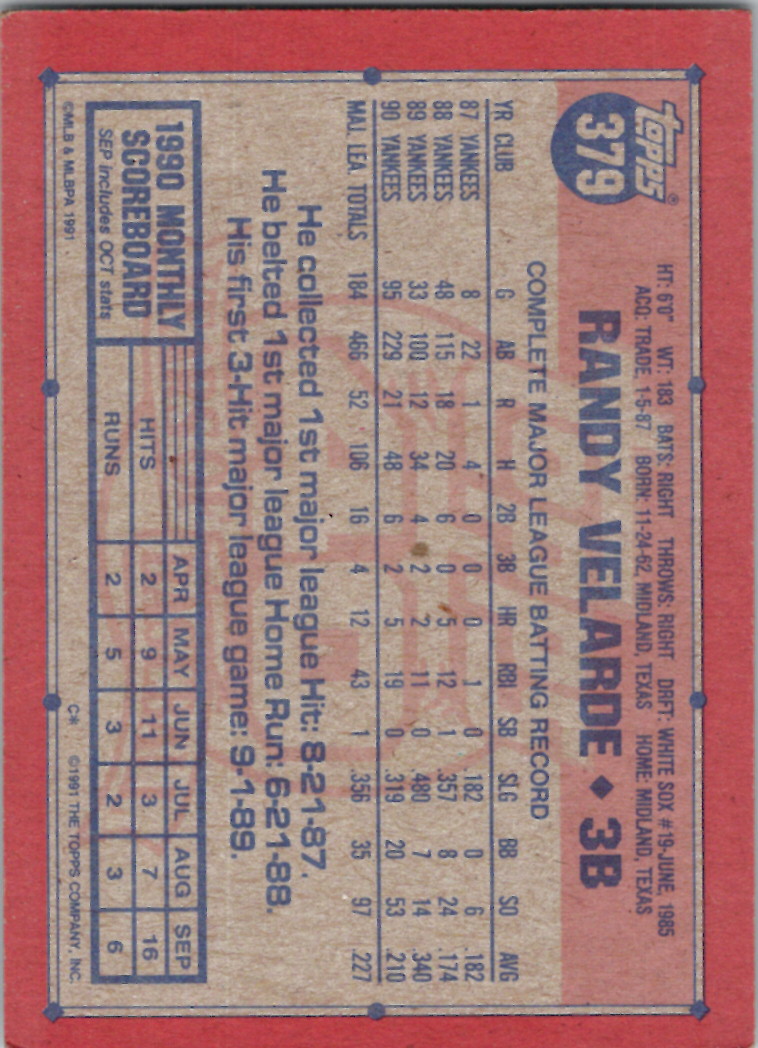 topps®
379
HT: 6'0" WT: 183 BATS: RIGHT THROWS: RIGHT DRFT: WHITE SOX #19-JUNE, 1985
ACQ: TRADE, 1-5-87 BORN: 11-24-62, MIDLAND, TEXAS HOME: MIDLAND, TEXAS
RANDY VELARDE ◆ 3B
COMPLETE MAJOR LEAGUE BATTING RECORD
YR CLUB G AB R H 2B 3B HR RBI SB SLG BB SO AVG
87 YANKEES 8 22 1 4 0 0 0 1 0 .182 0 6 .182
88 YANKEES 48 115 18 20 6 0 5 12 1 .357 8 24 .174
89 YANKEES 33 100 12 34 4 2 2 11 0 .480 7 14 .340
90 YANKEES 95 229 21 48 6 2 5 19 0 .319 20 53 .210
MAJ. LEA. TOTALS 184 466 52 106 16 4 12 43 1 .356 35 97 .227
He collected 1st major league Hit: 8-21-87.
He belted 1st major league Home Run: 6-21-88.
His first 3-Hit major league game: 9-1-89.
1990 MONTHLY SCOREBOARD
SEP includes OCT stats
APR MAY JUN JUL AUG SEP
HITS 2 9 11 3 7 16
RUNS 2 5 3 2 3 6
©MLB & MLBPA 1991
C* ©1991 THE TOPPS COMPANY, INC.